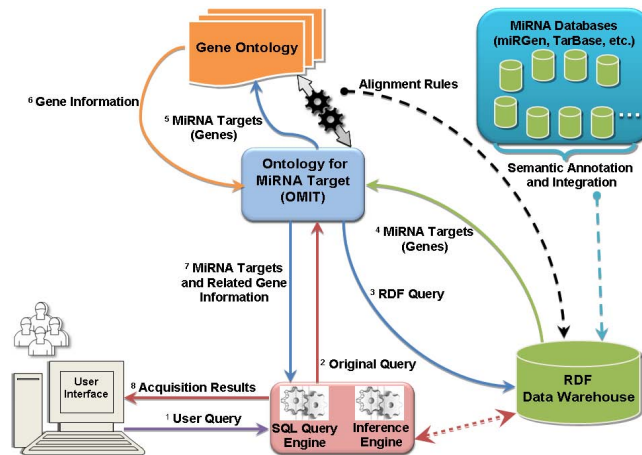 Gene Ontology
MiRNA Databases
(miRGen, TarBase, etc.)
....
Alignment Rules
6 Gene Information
5 MiRNA Targets
(Genes)
Semantic Annotation
and Integration
Ontology for
MiRNA Target
(OMIT)
4 MiRNA Targets
(Genes)
7 MiRNA Targets
and Related Gene
Information
3 RDF Query
2 Original Query
RDF
Data Warehouse
User
Interface
8 Acquisition Results
1 User Query
SQL Query
Engine
Inference
Engine